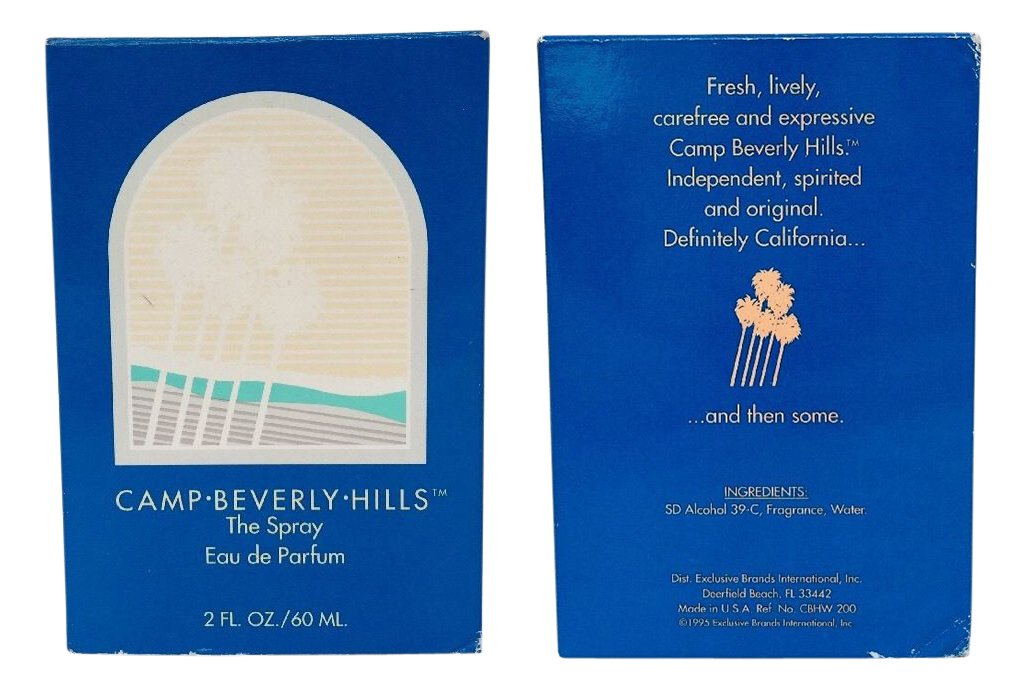 CAMP•BEVERLY•HILLS™
The Spray
Eau de Parfum
2 FL. OZ./60 ML.
Fresh, lively,
carefree and expressive
Camp Beverly Hills.™
Independent, spirited
and original.
Definitely California...
...and then some.
INGREDIENTS:
SD Alcohol 39-C, Fragrance, Water.
Dist. Exclusive Brands International, Inc.
Deerfield Beach, FL 33442
Made in U.S.A. Ref. No. CBHW 200
©1995 Exclusive Brands International, Inc